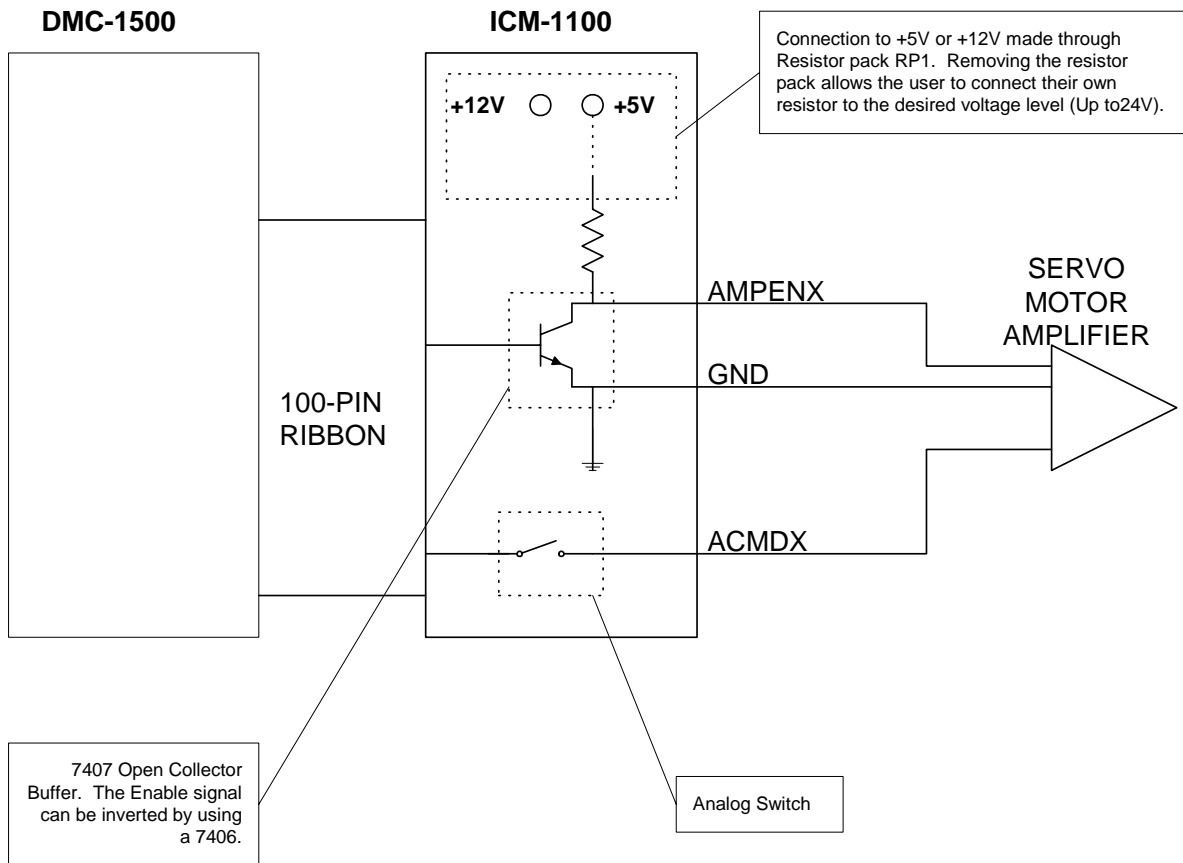 DMC-1500
ICM-1100
Connection to +5V or +12V made through
Resistor pack RP1.  Removing the resistor
pack allows the user to connect their own
resistor to the desired voltage level (Up to24V).
+12V
+5V
SERVO
MOTOR
AMPLIFIER
AMPENX
GND
100-PIN
RIBBON
ACMDX
7407 Open Collector
Buffer.  The Enable signal
can be inverted by using
a 7406.
Analog Switch